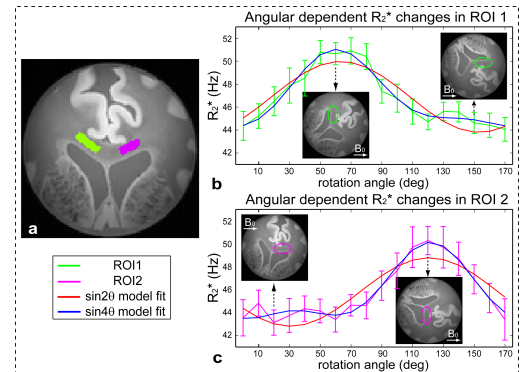 Angular dependent R2* changes in ROI 1
52
50
48
46
44
R2* (Hz)
B0
B0
10 30 50 70 90 110 130 150 170
rotation angle (deg)
a
b
Angular dependent R2* changes in ROI 2
52
50
48
46
44
42
R2* (Hz)
B0
B0
10 30 50 70 90 110 130 150 170
rotation angle (deg)
c
ROI1
ROI2
sin2θ model fit
sin4θ model fit